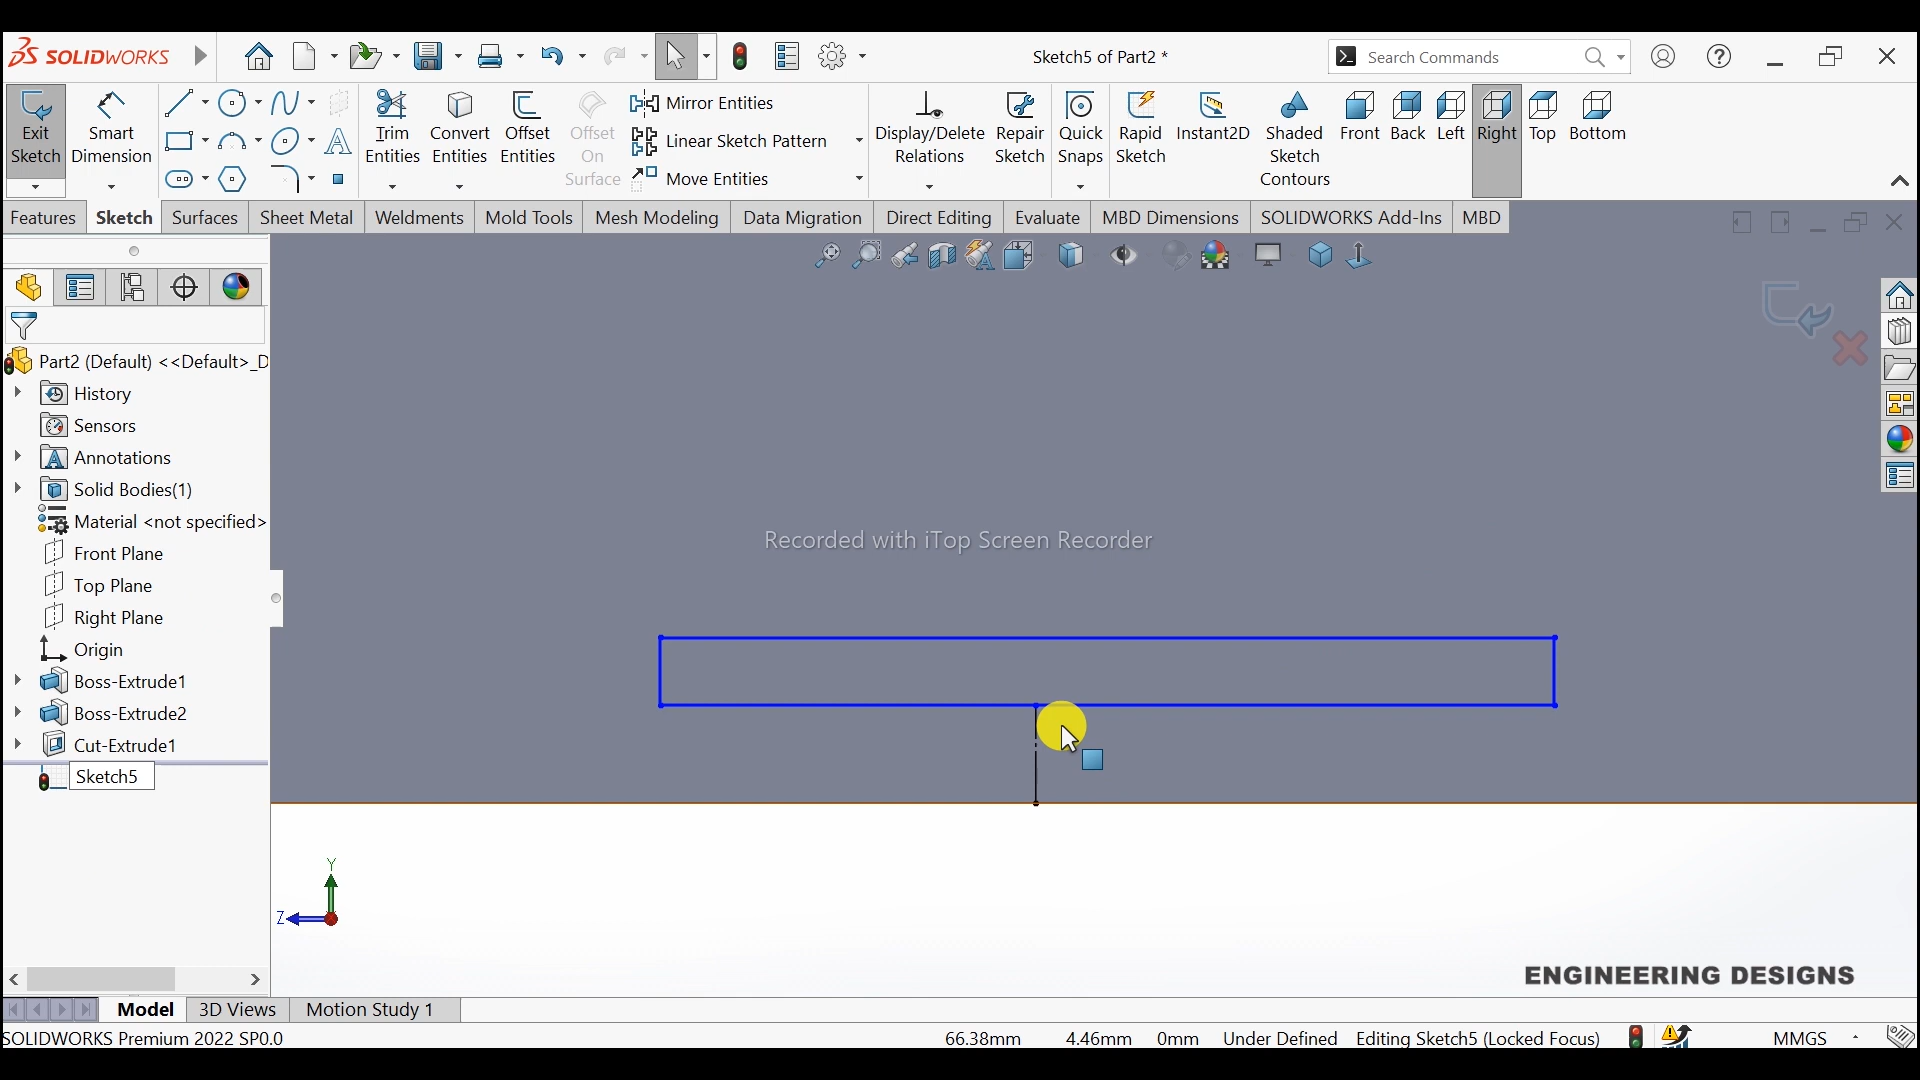 SOLIDWORKS
Sketch5 of Part2 *
Search Commands
Exit Sketch
Smart Dimension
Trim Entities
Convert Entities
Offset Entities
Offset On Surface
Mirror Entities
Linear Sketch Pattern
Move Entities
Display/Delete Relations
Repair Sketch
Quick Snaps
Rapid Sketch
Instant2D
Shaded Sketch Contours
Front
Back
Left
Right
Top
Bottom
Features
Sketch
Surfaces
Sheet Metal
Weldments
Mold Tools
Mesh Modeling
Data Migration
Direct Editing
Evaluate
MBD Dimensions
SOLIDWORKS Add-Ins
MBD
Part2 (Default) <<Default>_D
History
Sensors
Annotations
Solid Bodies(1)
Material <not specified>
Front Plane
Top Plane
Right Plane
Origin
Boss-Extrude1
Boss-Extrude2
Cut-Extrude1
Sketch5
Recorded with iTop Screen Recorder
Y
Z
ENGINEERING DESIGNS
Model
3D Views
Motion Study 1
SOLIDWORKS Premium 2022 SP0.0
66.38mm
4.46mm
0mm
Under Defined
Editing Sketch5 (Locked Focus)
MMGS